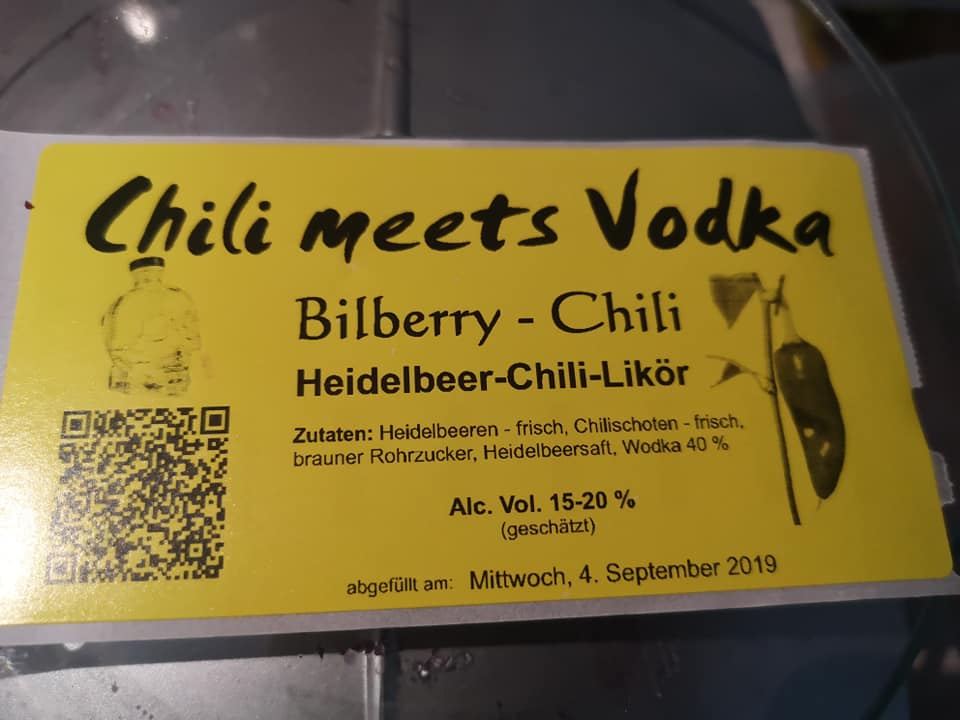 Chili meets Vodka
Bilberry - Chili
Heidelbeer-Chili-Likör
Zutaten: Heidelbeeren - frisch, Chilischoten - frisch,
brauner Rohrzucker, Heidelbeersaft, Wodka 40 %
Alc. Vol. 15-20 %
(geschätzt)
abgefüllt am: Mittwoch, 4. September 2019